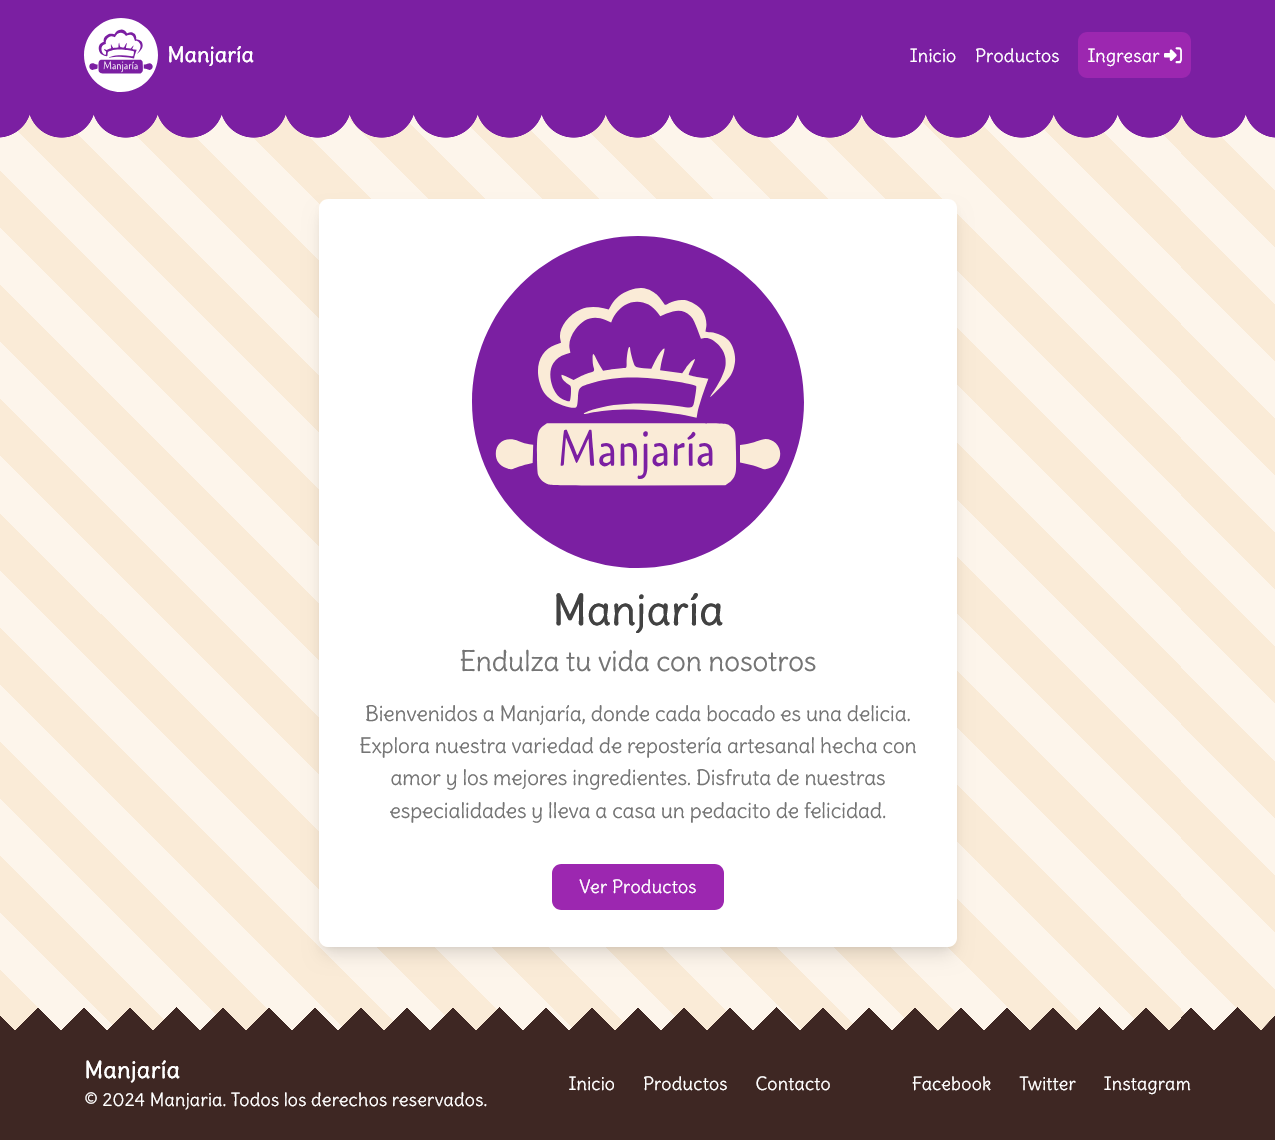 Manjaría
Manjaría
Inicio Productos Ingresar
Manjaría
Manjaría
Endulza tu vida con nosotros
Bienvenidos a Manjaría, donde cada bocado es una delicia.
Explora nuestra variedad de repostería artesanal hecha con
amor y los mejores ingredientes. Disfruta de nuestras
especialidades y lleva a casa un pedacito de felicidad.
Ver Productos
Manjaría
© 2024 Manjaria. Todos los derechos reservados.
Inicio Productos Contacto
Facebook Twitter Instagram